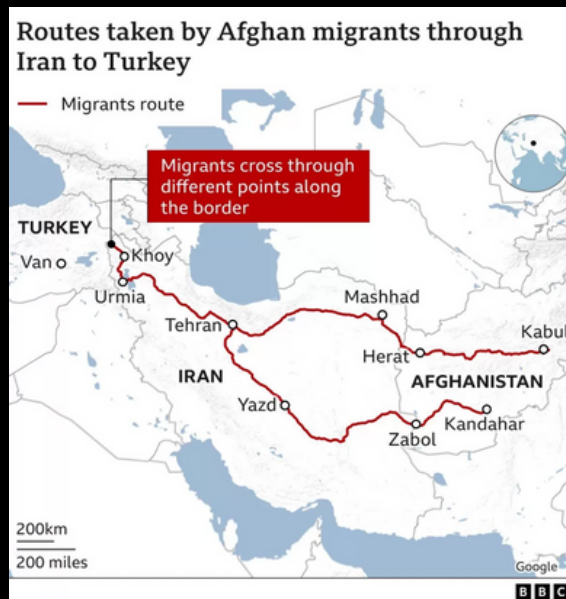 Routes taken by Afghan migrants through
Iran to Turkey
Migrants route
Migrants cross through
different points along
the border
TURKEY
Khoy
Van
Urmia
Mashhad
Tehran
Kabul
Herat
IRAN
AFGHANISTAN
Yazd
Kandahar
Zabol
200km
200 miles
Google
BBC